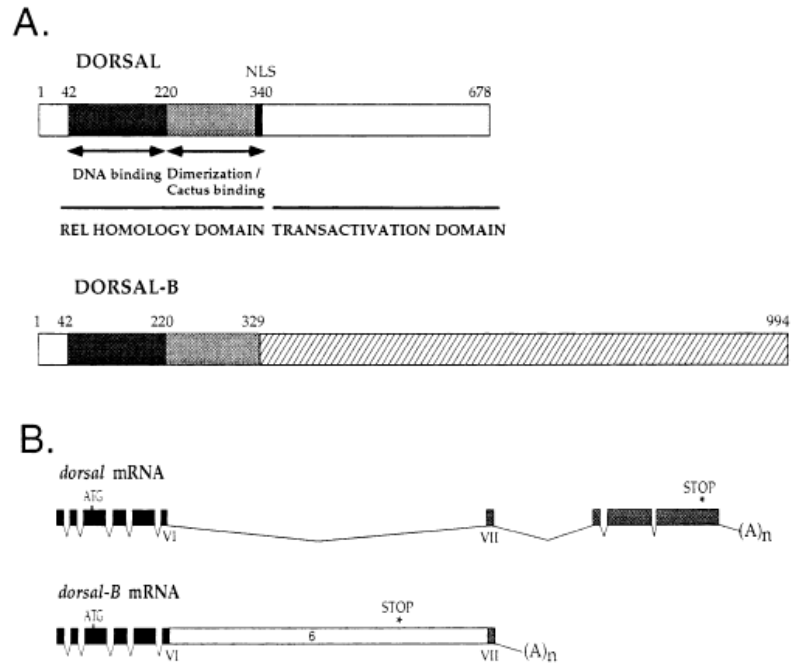 A.
DORSAL
NLS
1 42 220 340 678
DNA binding Dimerization /
Cactus binding
REL HOMOLOGY DOMAIN TRANSACTIVATION DOMAIN
DORSAL-B
1 42 220 329 994
B.
dorsal mRNA
ATG STOP
*
VI VII (A)n
dorsal-B mRNA
ATG STOP
*
6
VI VII (A)n